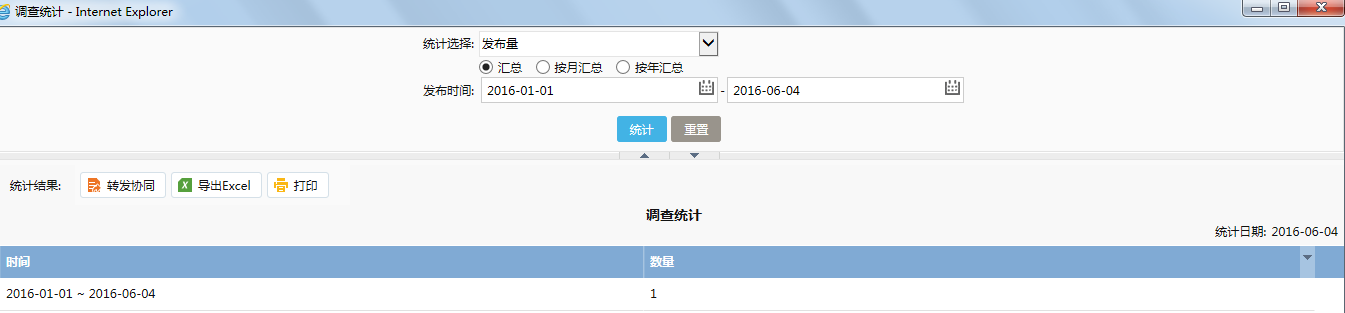 调查统计 - Internet Explorer
统计选择: 发布量
汇总 按月汇总 按年汇总
发布时间: 2016-01-01 - 2016-06-04
统计 重置
统计结果: 转发协同 导出Excel 打印
调查统计
统计日期: 2016-06-04
时间 数量
2016-01-01 ~ 2016-06-04 1